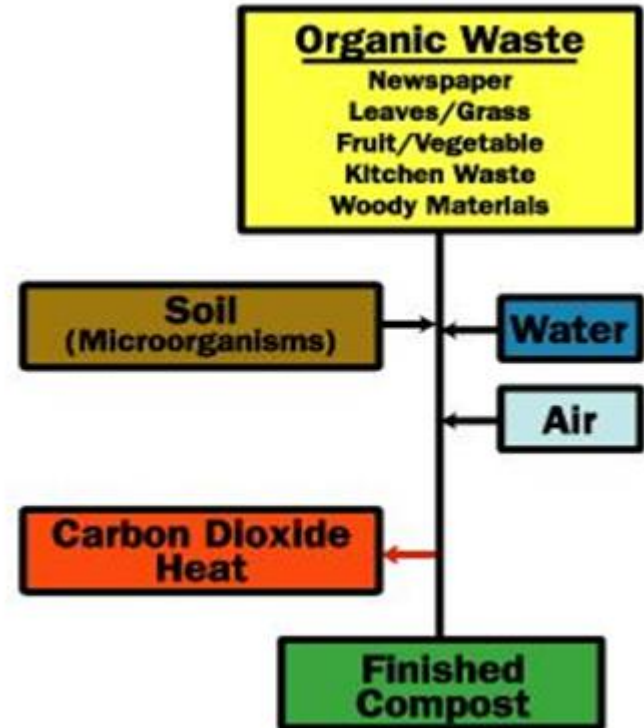 Organic Waste
Newspaper
Leaves/Grass
Fruit/Vegetable
Kitchen Waste
Woody Materials
Soil
(Microorganisms)
Water
Air
Carbon Dioxide
Heat
Finished
Compost